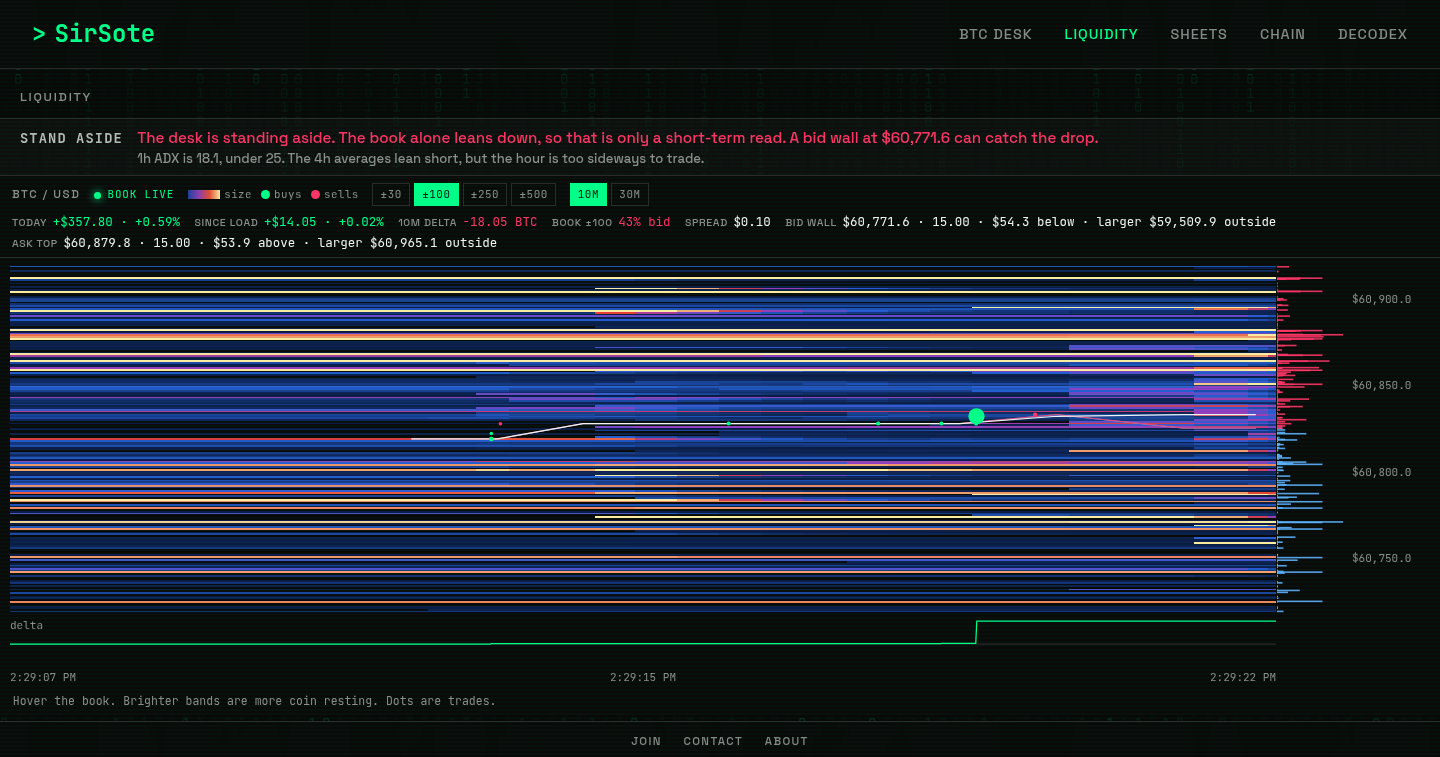 > SirSote
BTC DESK LIQUIDITY SHEETS CHAIN DECODEX
LIQUIDITY
STAND ASIDE The desk is standing aside. The book alone leans down, so that is only a short-term read. A bid wall at $60,771.6 can catch the drop.
1h ADX is 18.1, under 25. The 4h averages lean short, but the hour is too sideways to trade.
BTC / USD BOOK LIVE size buys sells ±30 ±100 ±250 ±500 10M 30M
TODAY +$357.80 · +0.59% SINCE LOAD +$14.05 · +0.02% 10M DELTA -18.05 BTC BOOK ±100 43% bid SPREAD $0.10 BID WALL $60,771.6 · 15.00 · $54.3 below · larger $59,509.9 outside
ASK TOP $60,879.8 · 15.00 · $53.9 above · larger $60,965.1 outside
$60,900.0
$60,850.0
$60,800.0
$60,750.0
delta
2:29:07 PM 2:29:15 PM 2:29:22 PM
Hover the book. Brighter bands are more coin resting. Dots are trades.
JOIN CONTACT ABOUT